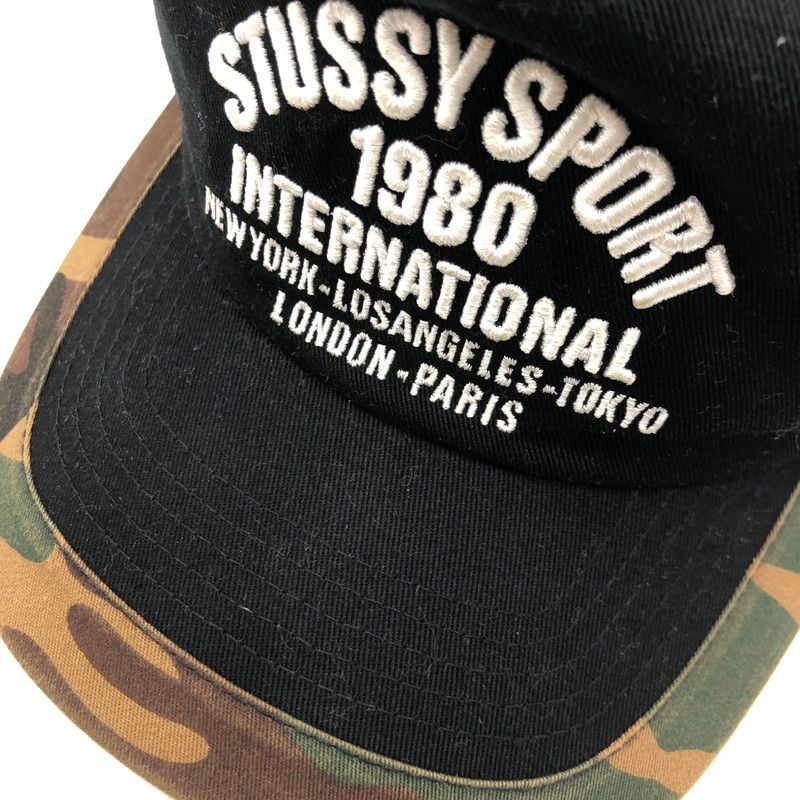 STUSSY SPORT
1980
INTERNATIONAL
NEWYORK-LOSANGELES-TOKYO
LONDON-PARIS